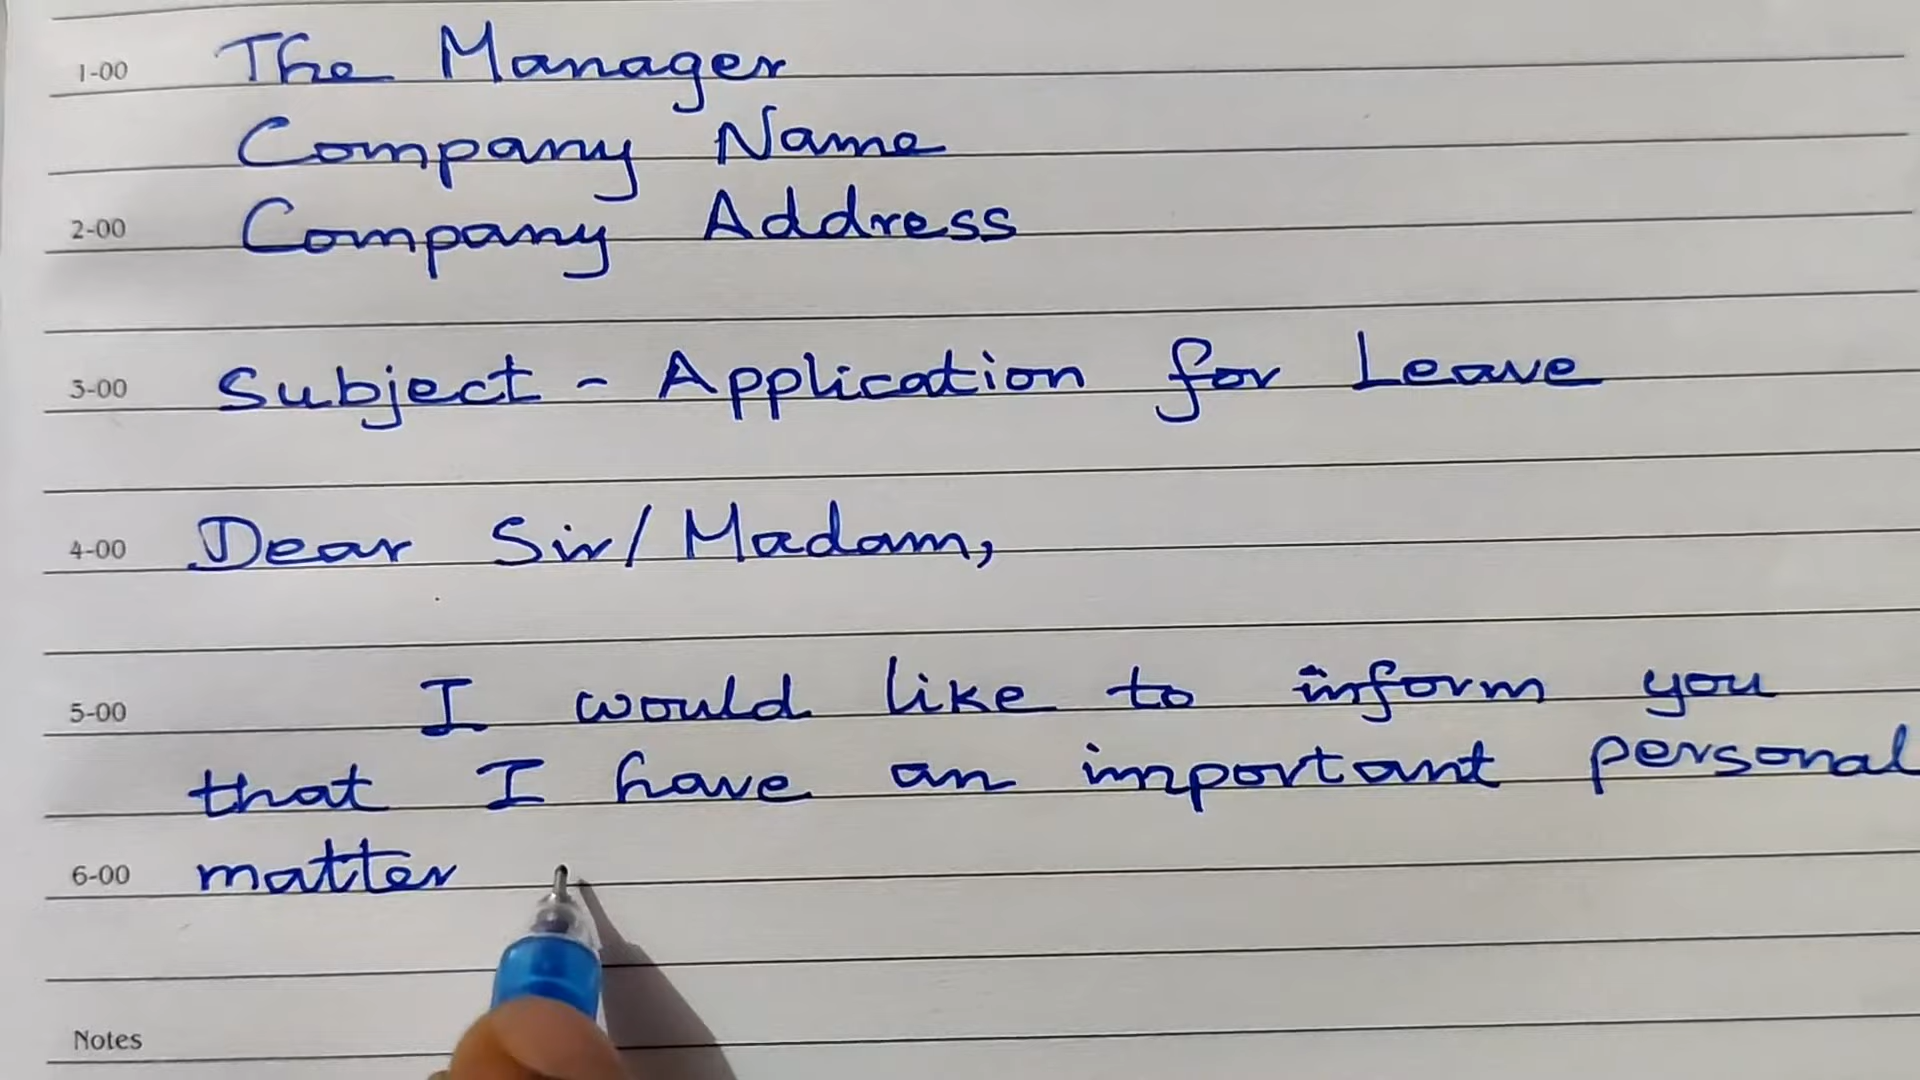 1-00 The Manager
Company Name
2-00 Company Address
3-00 Subject - Application for Leave
4-00 Dear Sir/Madam,
5-00 I would like to inform you
that I have an important personal
6-00 matter
Notes